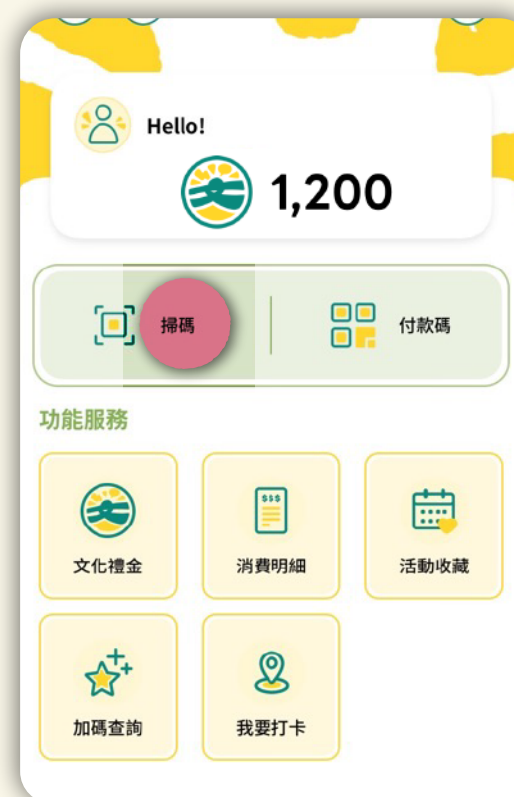 Hello!
1,200
掃碼
付款碼
功能服務
文化禮金
消費明細
活動收藏
加碼查詢
我要打卡